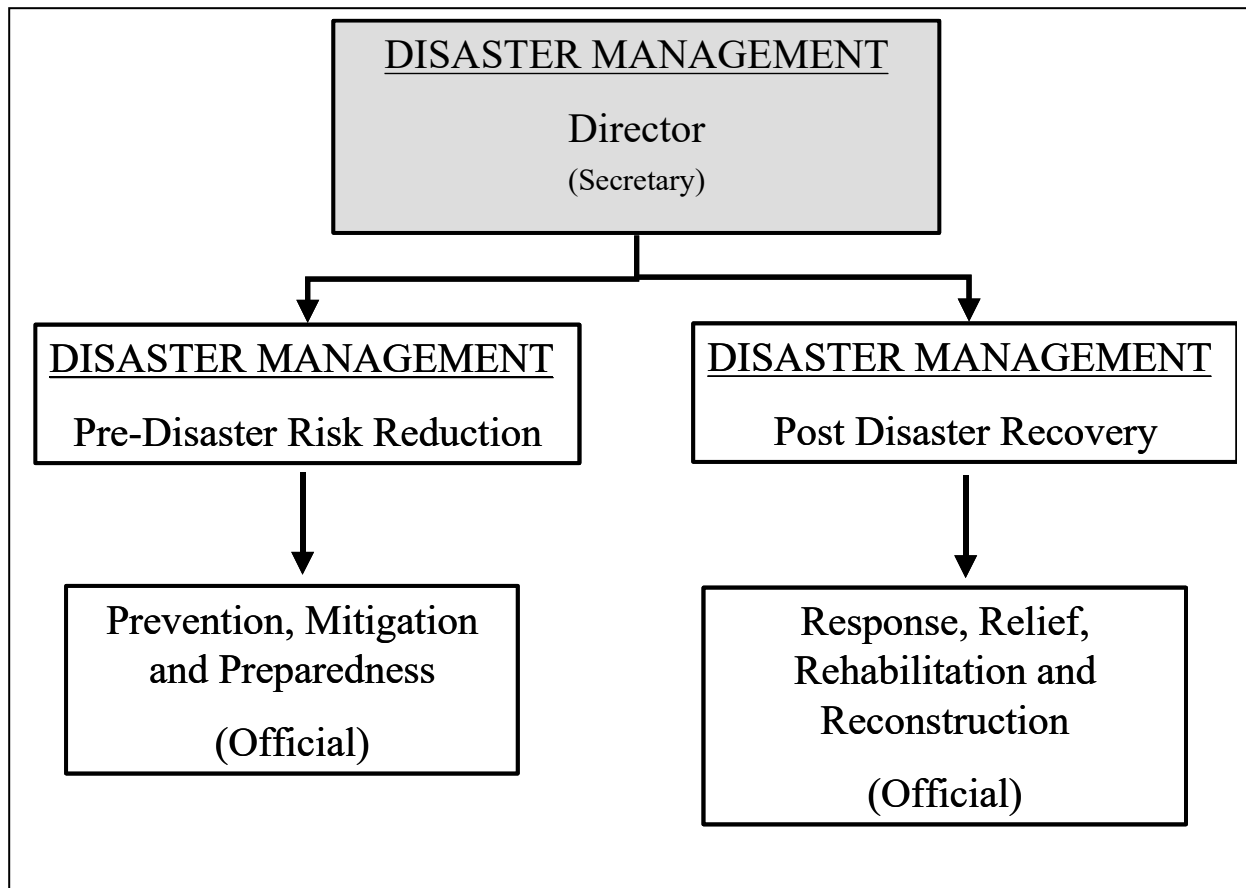 DISASTER MANAGEMENT
Director
(Secretary)
DISASTER MANAGEMENT
Pre-Disaster Risk Reduction
DISASTER MANAGEMENT
Post Disaster Recovery
Prevention, Mitigation
and Preparedness
(Official)
Response, Relief,
Rehabilitation and
Reconstruction
(Official)